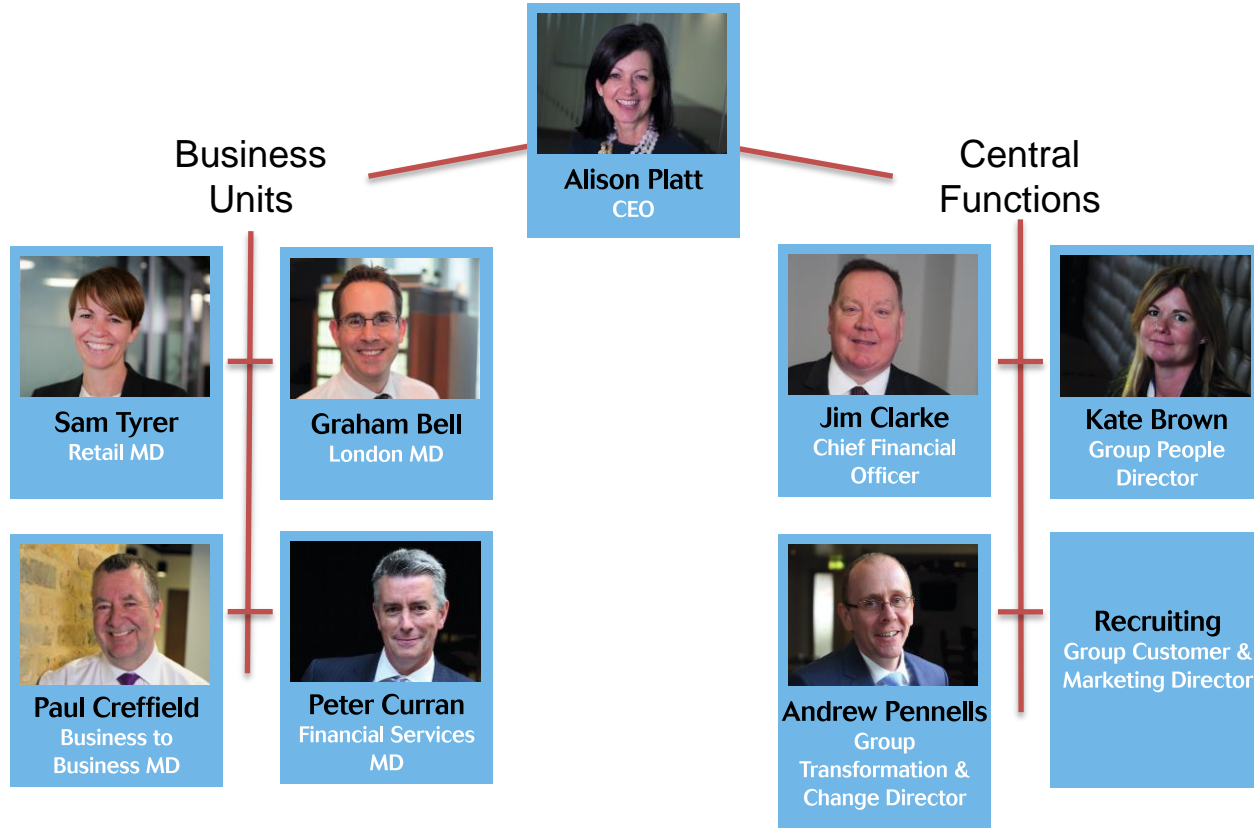 Alison Platt
CEO
Business
Units
Central
Functions
Sam Tyrer
Retail MD
Graham Bell
London MD
Jim Clarke
Chief Financial
Officer
Kate Brown
Group People
Director
Paul Creffield
Business to
Business MD
Peter Curran
Financial Services
MD
Andrew Pennells
Group
Transformation &
Change Director
Recruiting
Group Customer &
Marketing Director